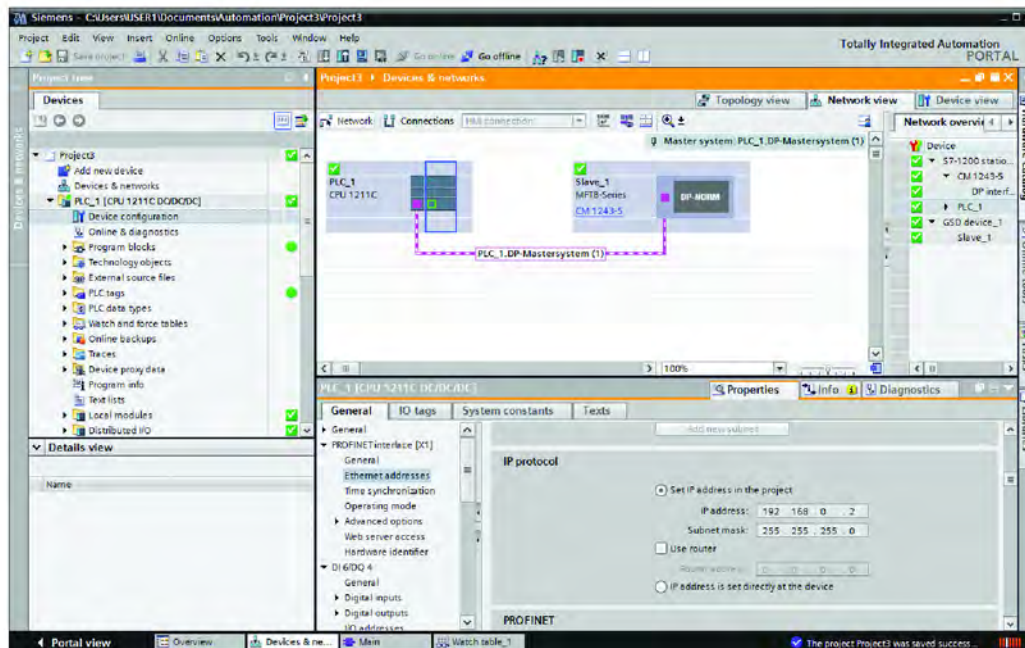 Siemens - C:\Users\USER1\Documents\Automation\Project3\Project3
Project Edit View Insert Online Options Tools Window Help
Totally Integrated Automation
PORTAL
Save project
Go online
Go offline
Project tree
Project3 ▸ Devices & networks
Devices
Topology view
Network view
Device view
Network
Connections
HMI connection
Network overvie
Devices & networks
Master system: PLC_1.DP-Mastersystem (1)
Project3
Add new device
Devices & networks
PLC_1 [CPU 1211C DC/DC/DC]
Device configuration
Online & diagnostics
Program blocks
Technology objects
External source files
PLC tags
PLC data types
Watch and force tables
Online backups
Traces
Device proxy data
Program info
Text lists
Local modules
Distributed I/O
PLC_1
CPU 1211C
Slave_1
MFTB-Series
CM 1243-5
DP-NORM
PLC_1.DP-Mastersystem (1)
Device
S7-1200 statio...
CM 1243-5
DP interf...
PLC_1
GSD device_1
Slave_1
100%
Details view
Name
PLC_1 [CPU 1211C DC/DC/DC]
Properties
Info
Diagnostics
General
IO tags
System constants
Texts
General
PROFINET interface [X1]
General
Ethernet addresses
Time synchronization
Operating mode
Advanced options
Web server access
Hardware identifier
DI 6/DQ 4
General
Digital inputs
Digital outputs
I/O addresses
Add new subnet
IP protocol
Set IP address in the project
IP address: 192 . 168 . 0 . 2
Subnet mask: 255 . 255 . 255 . 0
Use router
Router address: 0 . 0 . 0 . 0
IP address is set directly at the device
PROFINET
Portal view
Overview
Devices & ne...
Main
Watch table_1
The project Project3 was saved success...